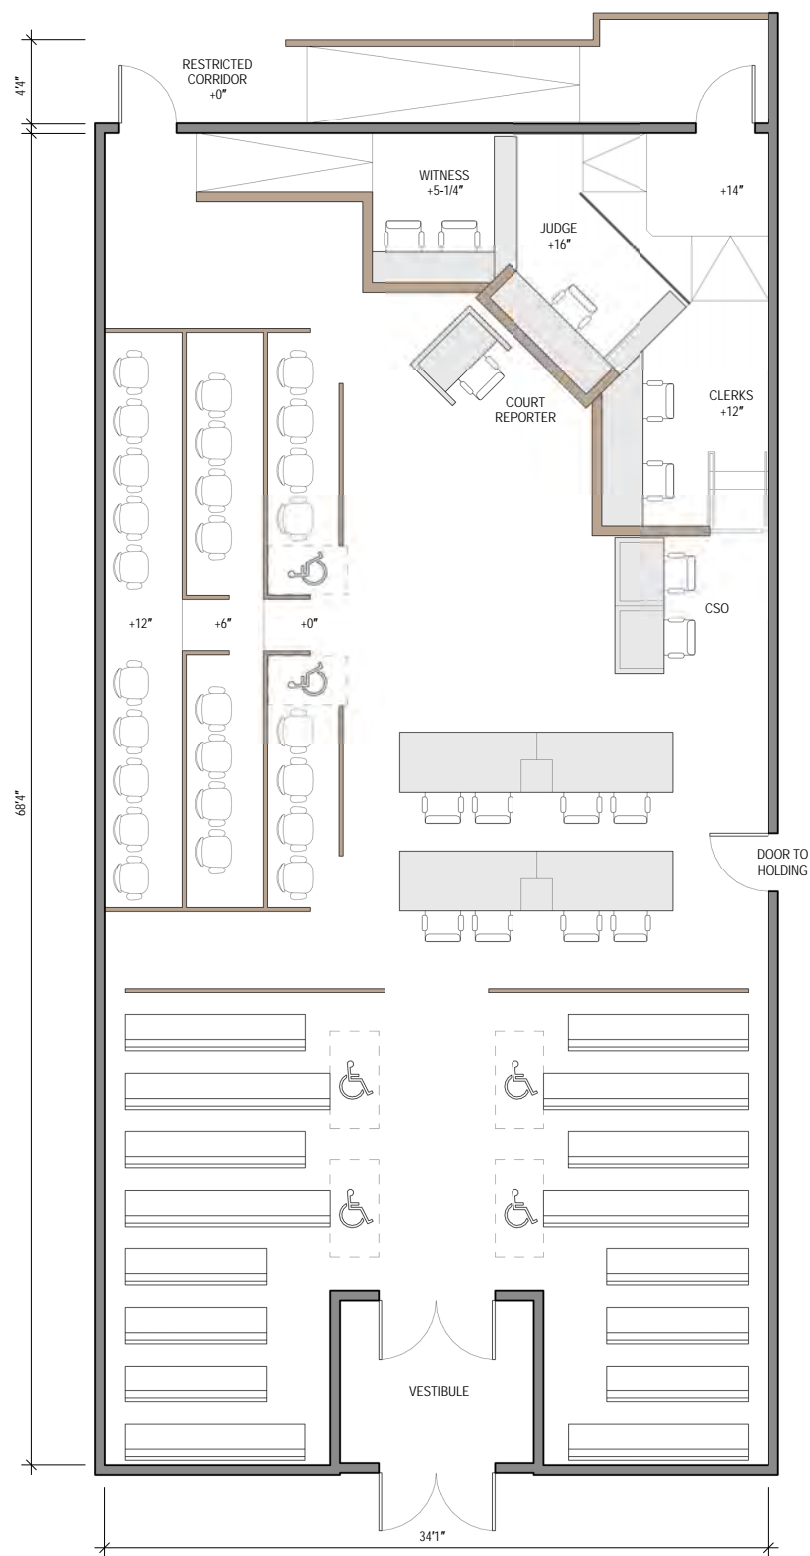 4'4"
RESTRICTED
CORRIDOR
+0"
WITNESS
+5-1/4"
+14"
JUDGE
+16"
COURT
REPORTER
CLERKS
+12"
CSO
+12"
+6"
+0"
68'4"
DOOR TO
HOLDING
VESTIBULE
34'1"